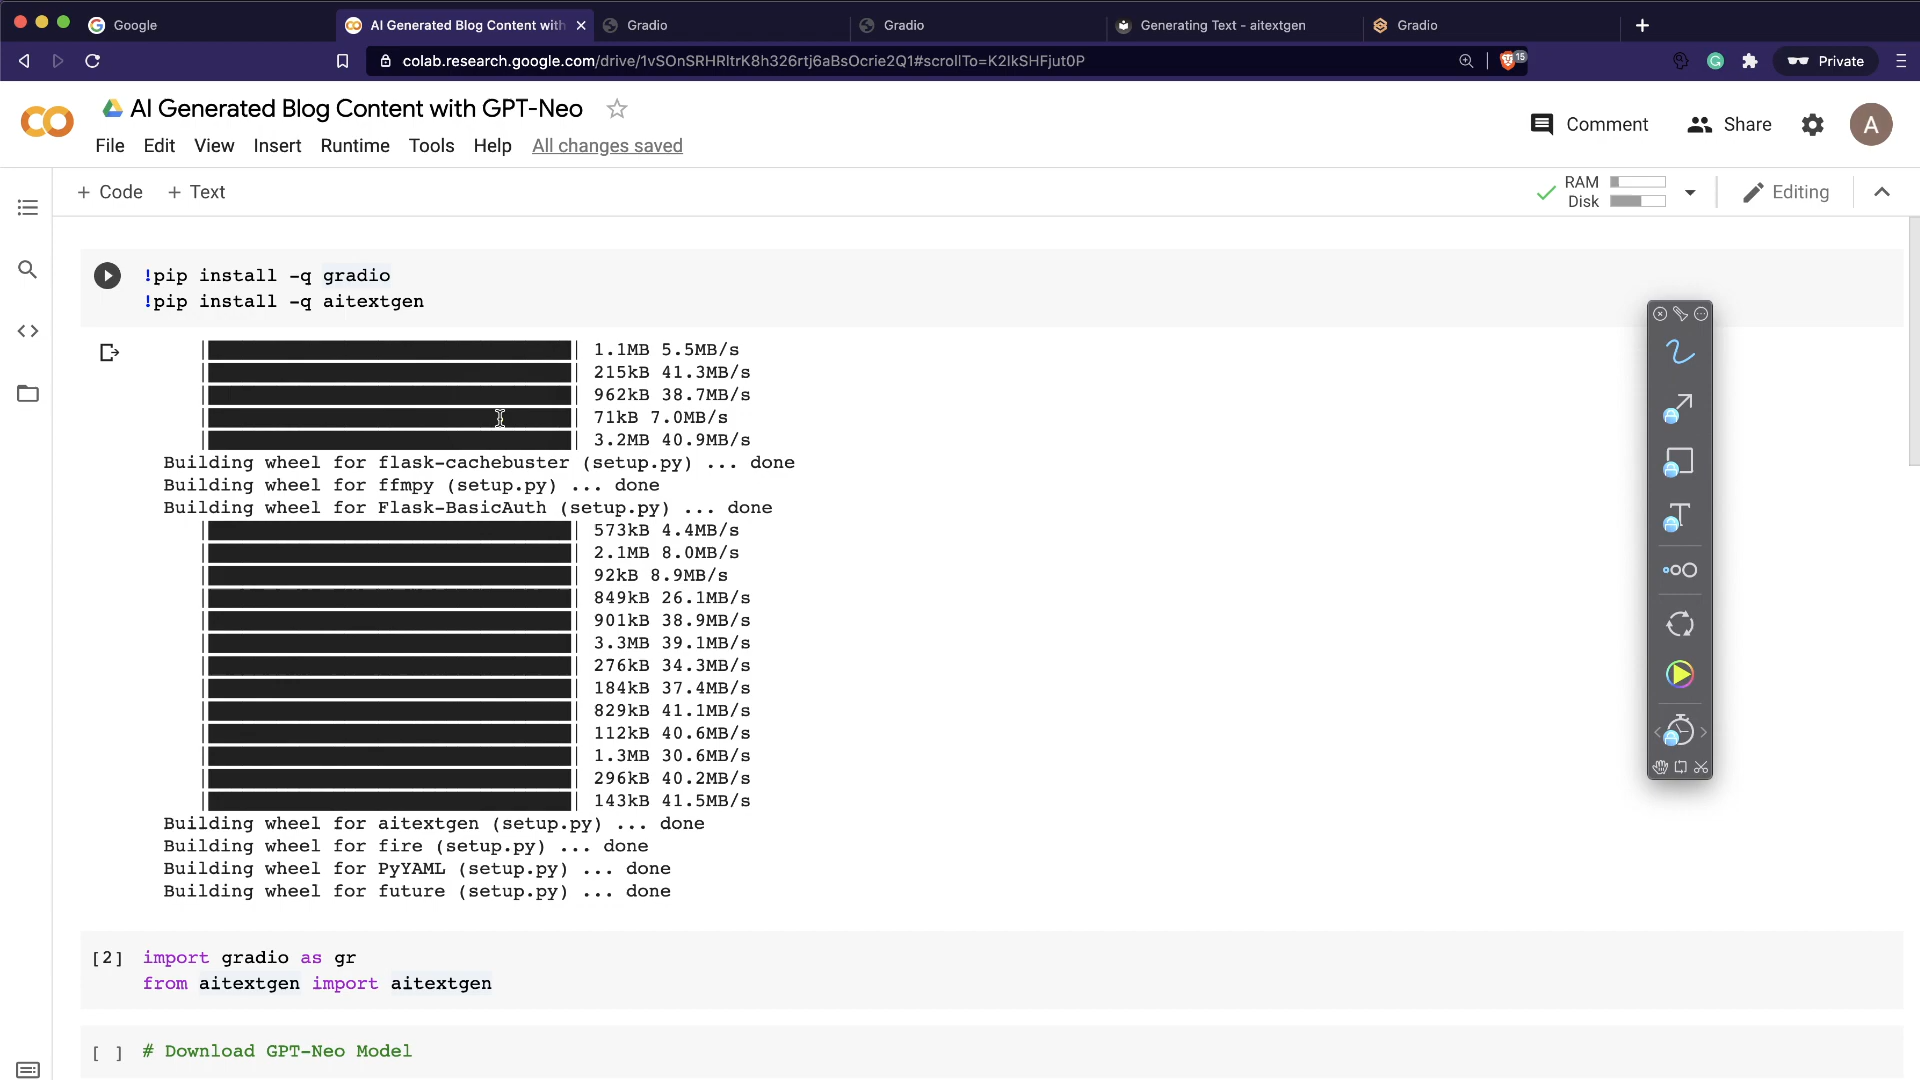 Google
AI Generated Blog Content with
Gradio
Gradio
Generating Text - aitextgen
Gradio
colab.research.google.com/drive/1vSOnSRHRltrK8h326rtj6aBsOcrie2Q1#scrollTo=K2lkSHFjut0P
15
Private
AI Generated Blog Content with GPT-Neo
Comment
Share
A
File Edit View Insert Runtime Tools Help All changes saved
+ Code + Text
RAM
Disk
Editing
!pip install -q gradio
!pip install -q aitextgen
1.1MB 5.5MB/s
215kB 41.3MB/s
962kB 38.7MB/s
71kB 7.0MB/s
3.2MB 40.9MB/s
Building wheel for flask-cachebuster (setup.py) ... done
Building wheel for ffmpy (setup.py) ... done
Building wheel for Flask-BasicAuth (setup.py) ... done
573kB 4.4MB/s
2.1MB 8.0MB/s
92kB 8.9MB/s
849kB 26.1MB/s
901kB 38.9MB/s
3.3MB 39.1MB/s
276kB 34.3MB/s
184kB 37.4MB/s
829kB 41.1MB/s
112kB 40.6MB/s
1.3MB 30.6MB/s
296kB 40.2MB/s
143kB 41.5MB/s
Building wheel for aitextgen (setup.py) ... done
Building wheel for fire (setup.py) ... done
Building wheel for PyYAML (setup.py) ... done
Building wheel for future (setup.py) ... done
[2] import gradio as gr
from aitextgen import aitextgen
[ ] # Download GPT-Neo Model